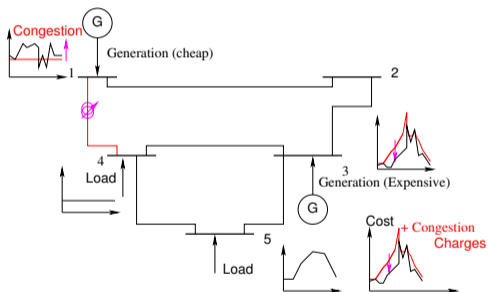 G
Congestion
Generation (cheap)
1
2
4
Load
3
Generation (Expensive)
G
5
Load
Cost
+ Congestion
Charges